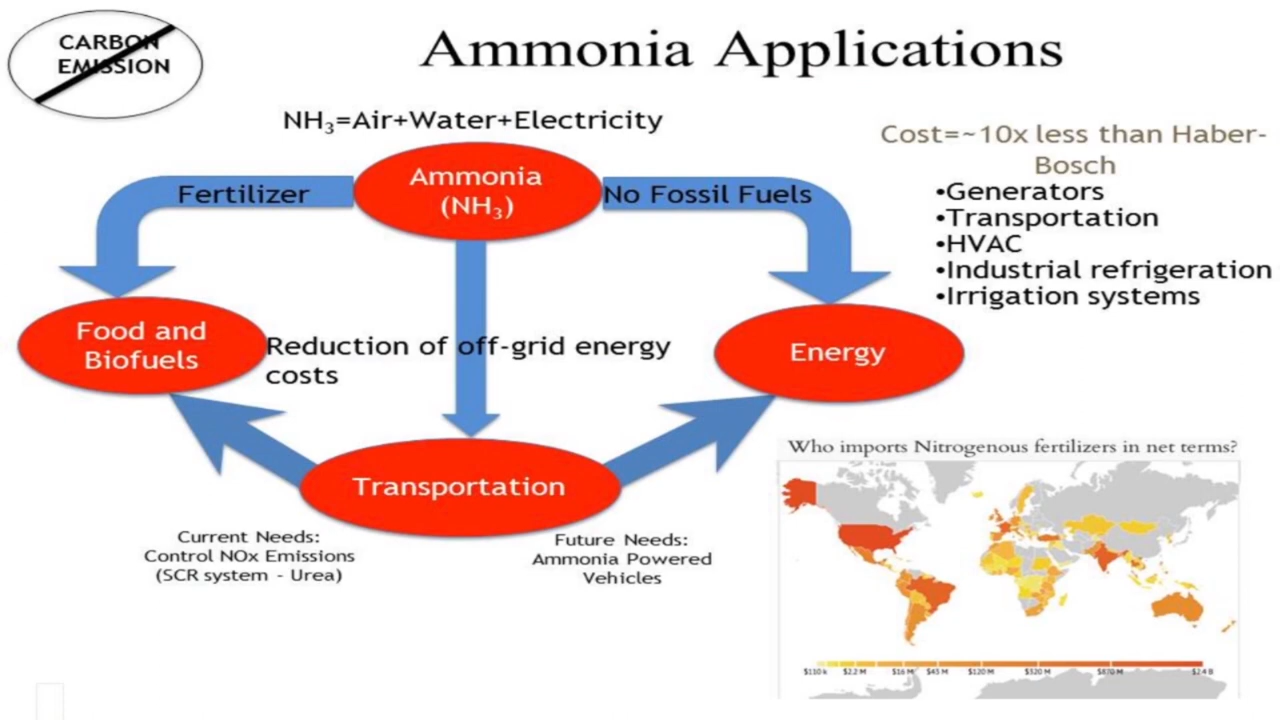 CARBON
EMISSION
Ammonia Applications
NH₃=Air+Water+Electricity
Cost=~10x less than Haber-
Bosch
•Generators
•Transportation
•HVAC
•Industrial refrigeration
•Irrigation systems
Fertilizer
Ammonia
(NH₃)
No Fossil Fuels
Food and
Biofuels
Reduction of off-grid energy
costs
Energy
Transportation
Current Needs:
Control NOx Emissions
(SCR system - Urea)
Future Needs:
Ammonia Powered
Vehicles
Who imports Nitrogenous fertilizers in net terms?
$110 k $2.2 M $16 M $45 M $120 M $320 M $870 M $2.4 B